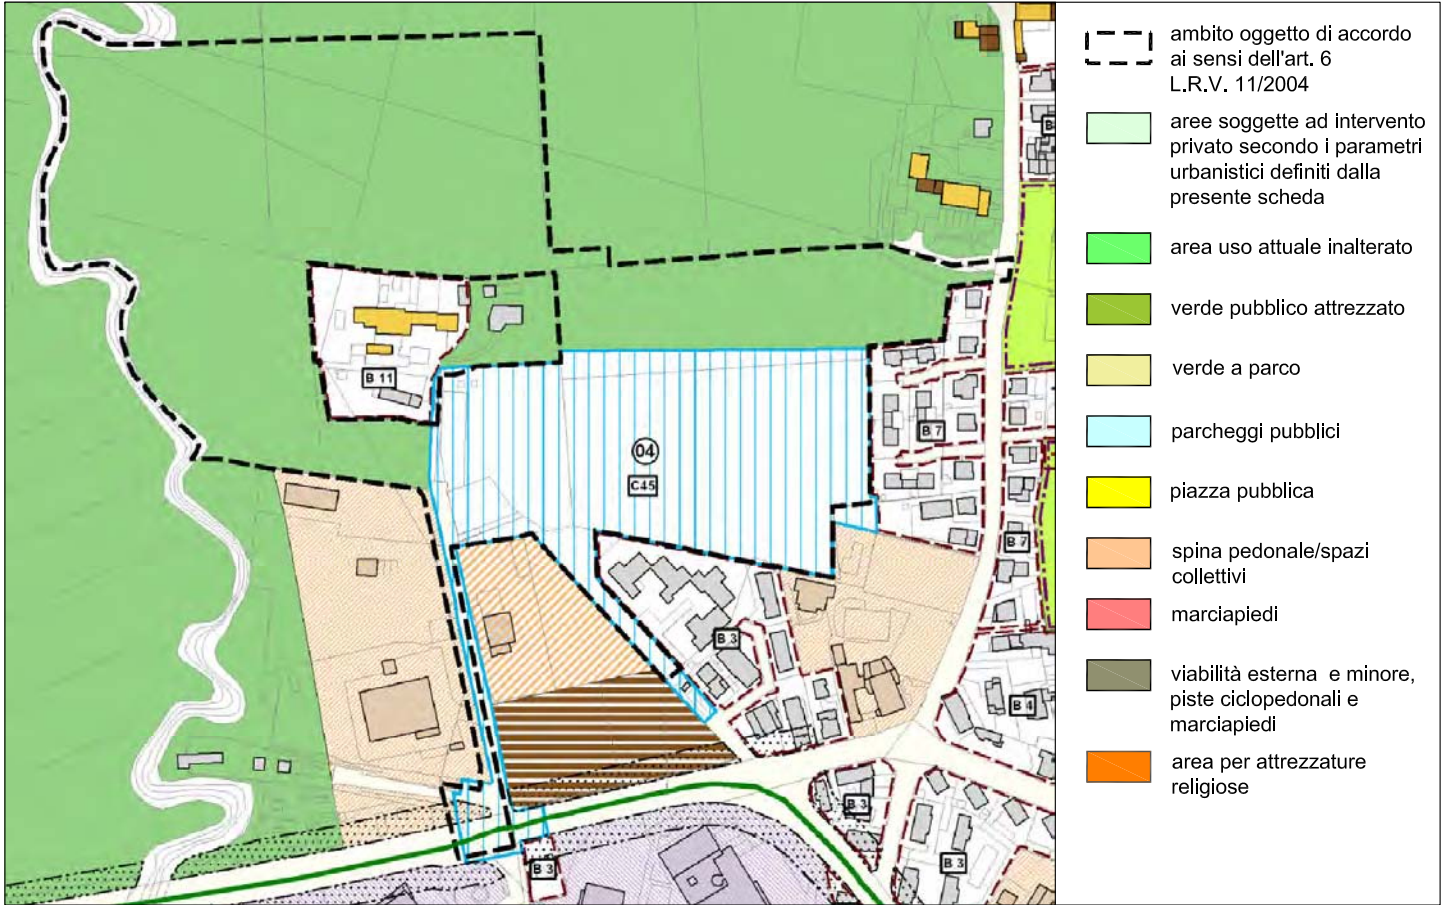 B 11
04
C45
B 7
B 7
B 3
B 4
B 3
B 3
B 3
ambito oggetto di accordo
ai sensi dell'art. 6
L.R.V. 11/2004
aree soggette ad intervento
privato secondo i parametri
urbanistici definiti dalla
presente scheda
area uso attuale inalterato
verde pubblico attrezzato
verde a parco
parcheggi pubblici
piazza pubblica
spina pedonale/spazi
collettivi
marciapiedi
viabilità esterna e minore,
piste ciclopedonali e
marciapiedi
area per attrezzature
religiose